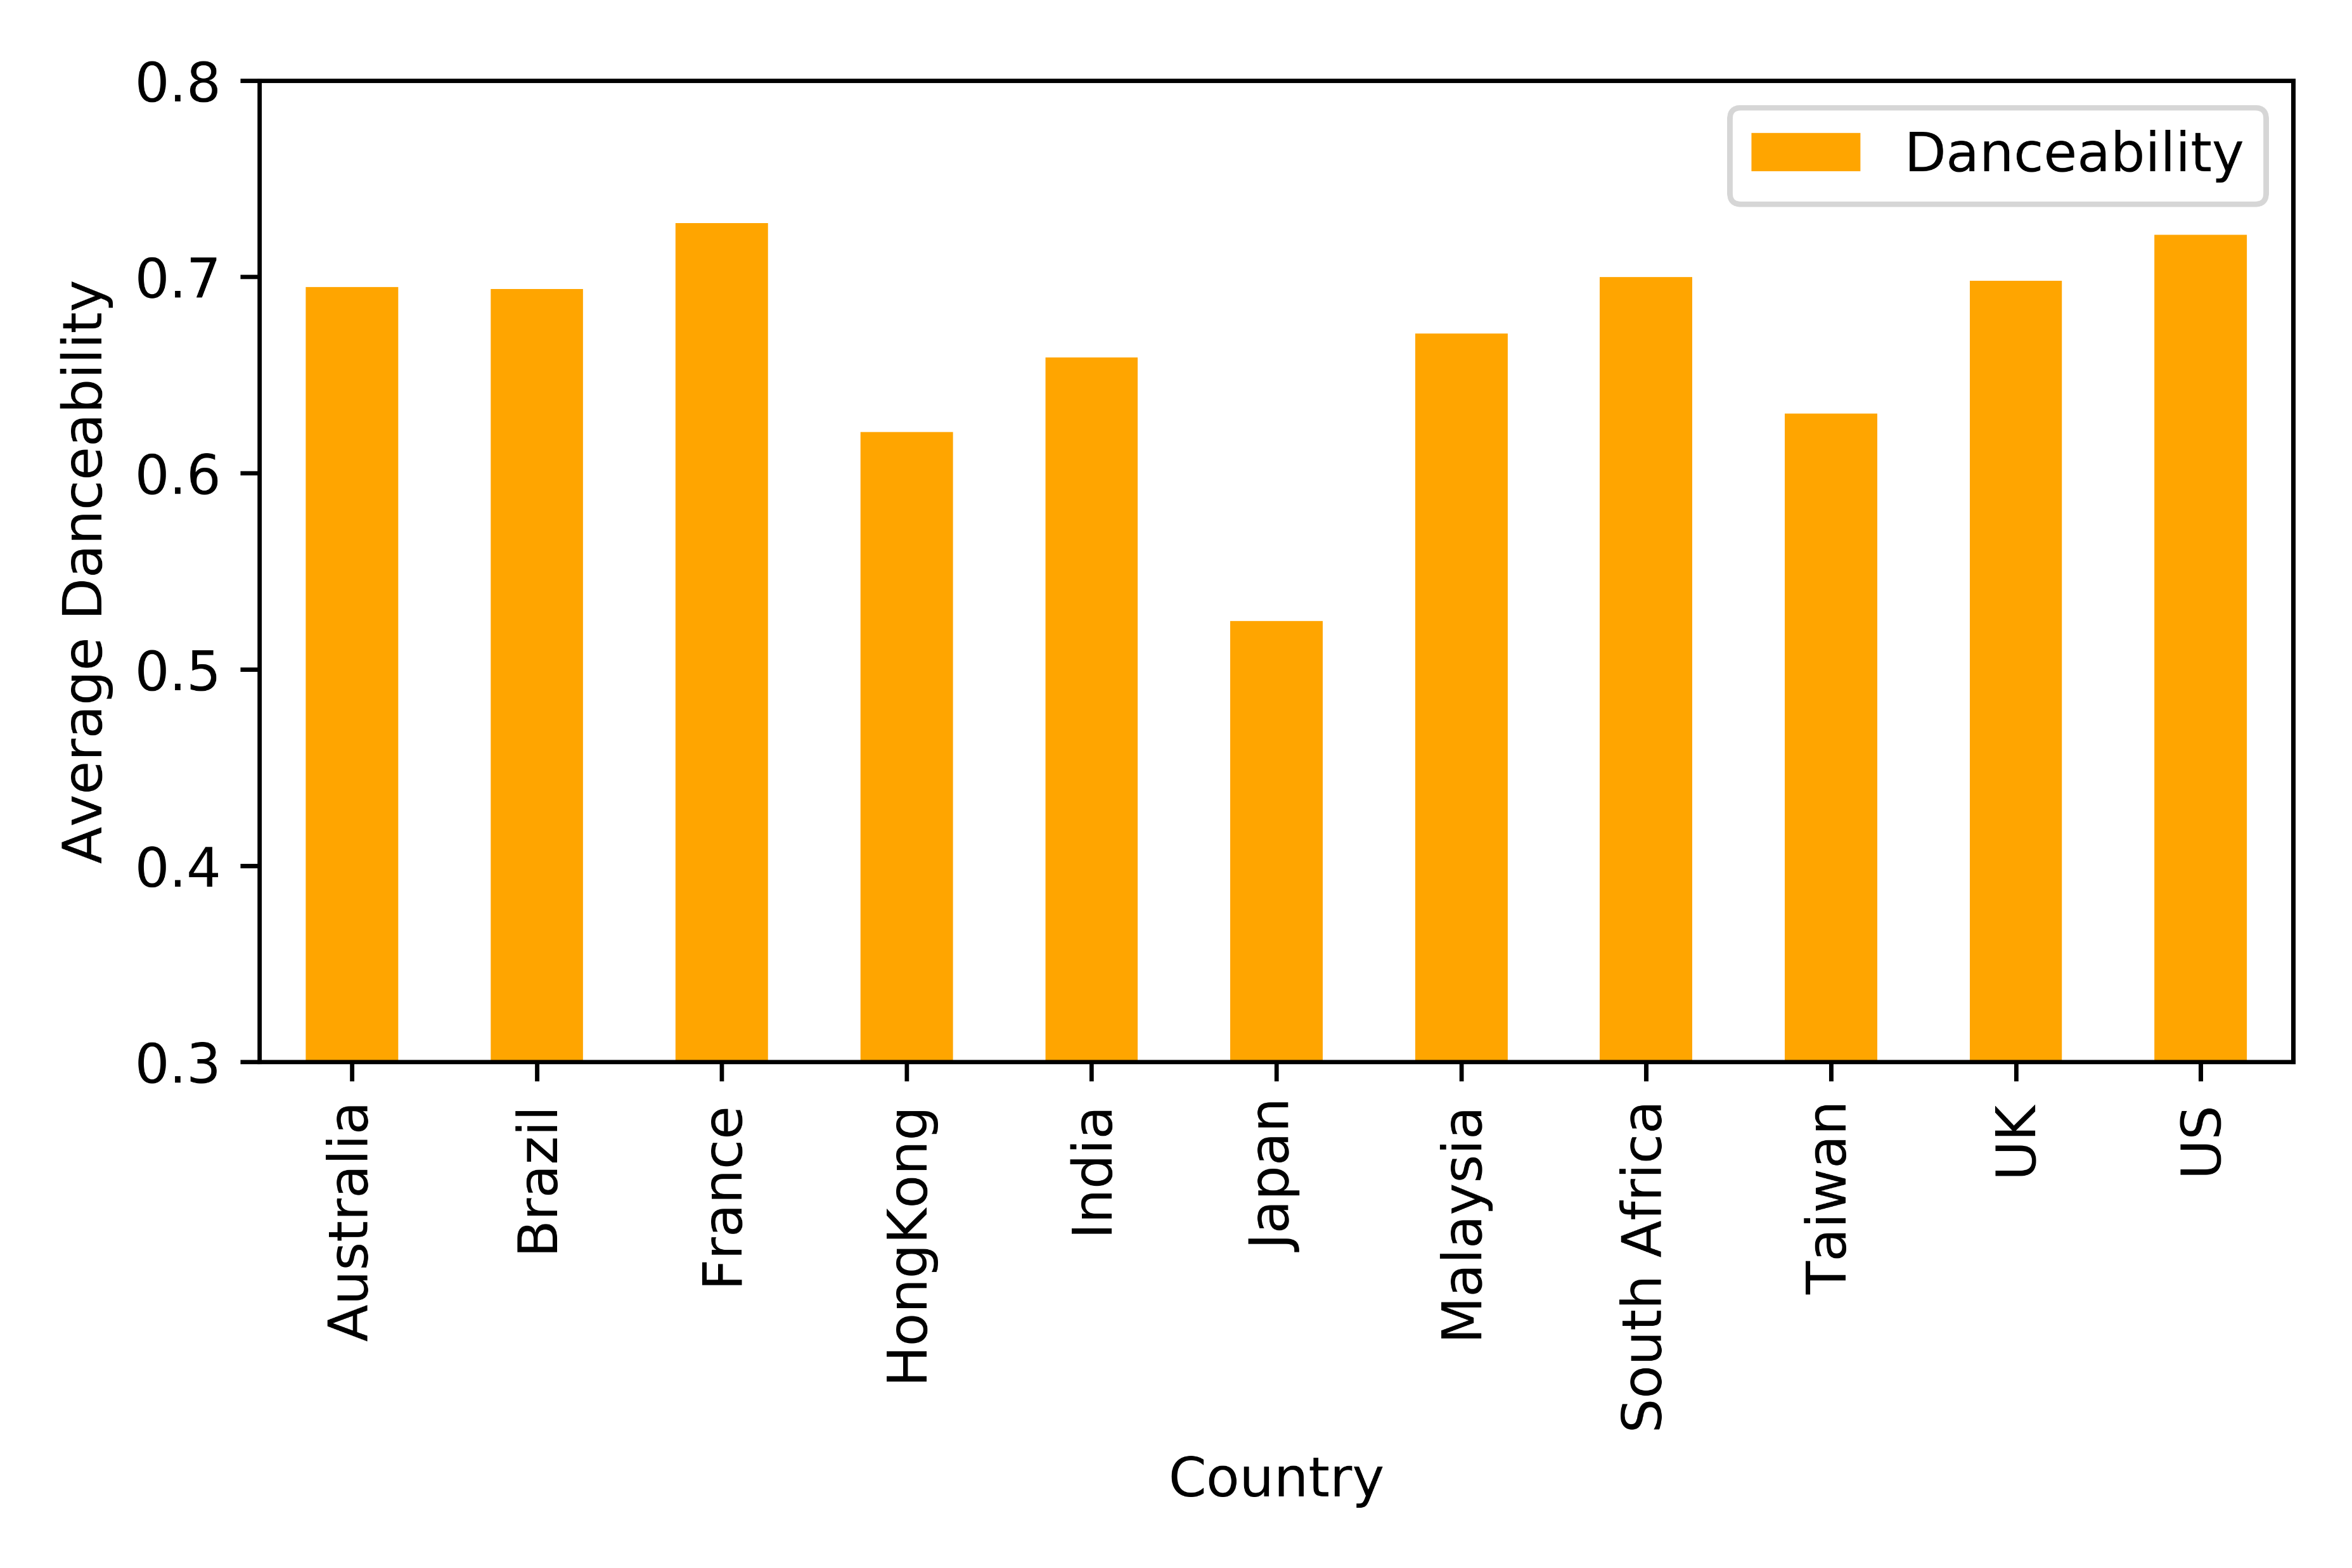 0.8
0.7
0.6
0.5
0.4
0.3
Average Danceability
Danceability
Australia
Brazil
France
HongKong
India
Japan
Malaysia
South Africa
Taiwan
UK
US
Country